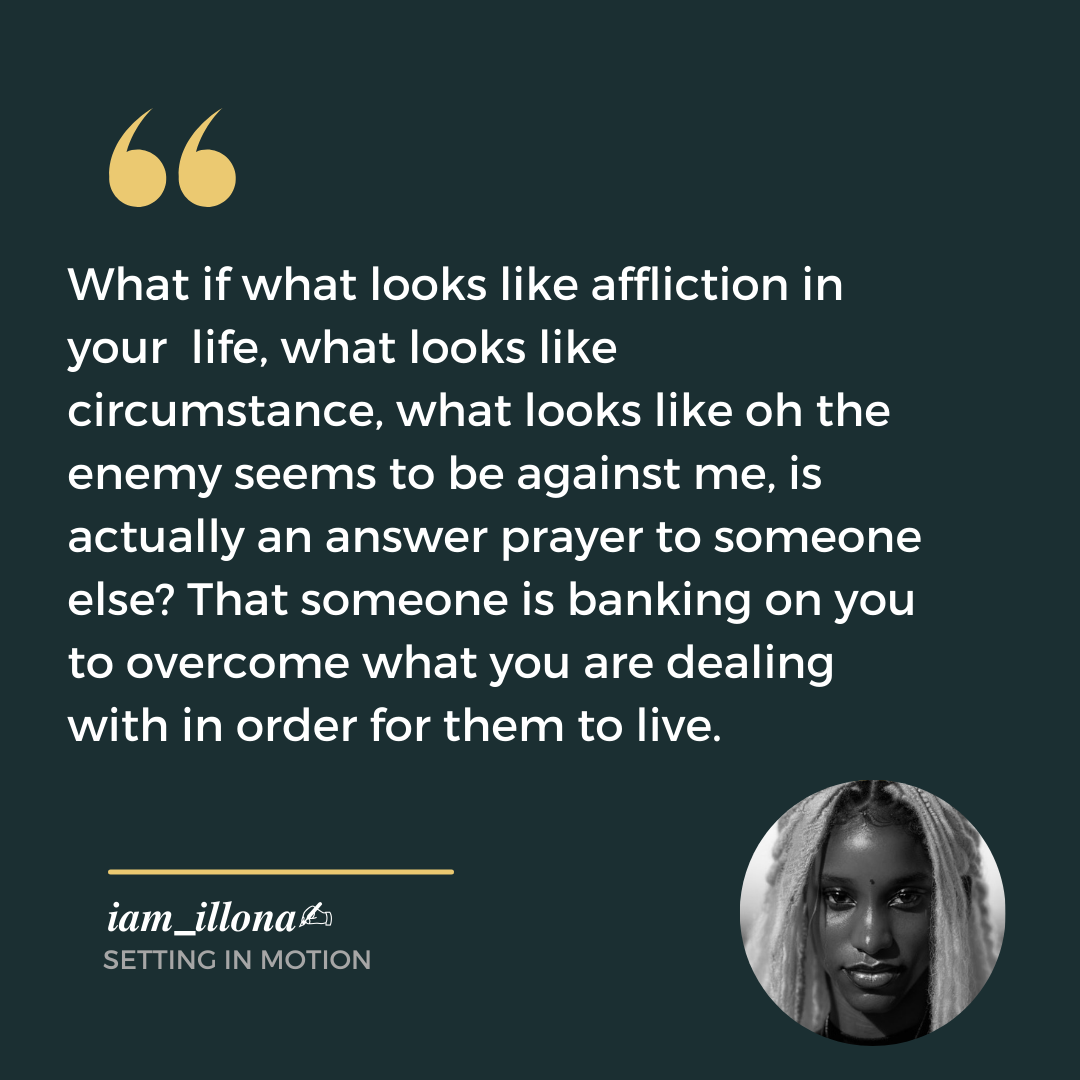 “
What if what looks like affliction in
your  life, what looks like
circumstance, what looks like oh the
enemy seems to be against me, is
actually an answer prayer to someone
else? That someone is banking on you
to overcome what you are dealing
with in order for them to live.
iam_illona✍
SETTING IN MOTION